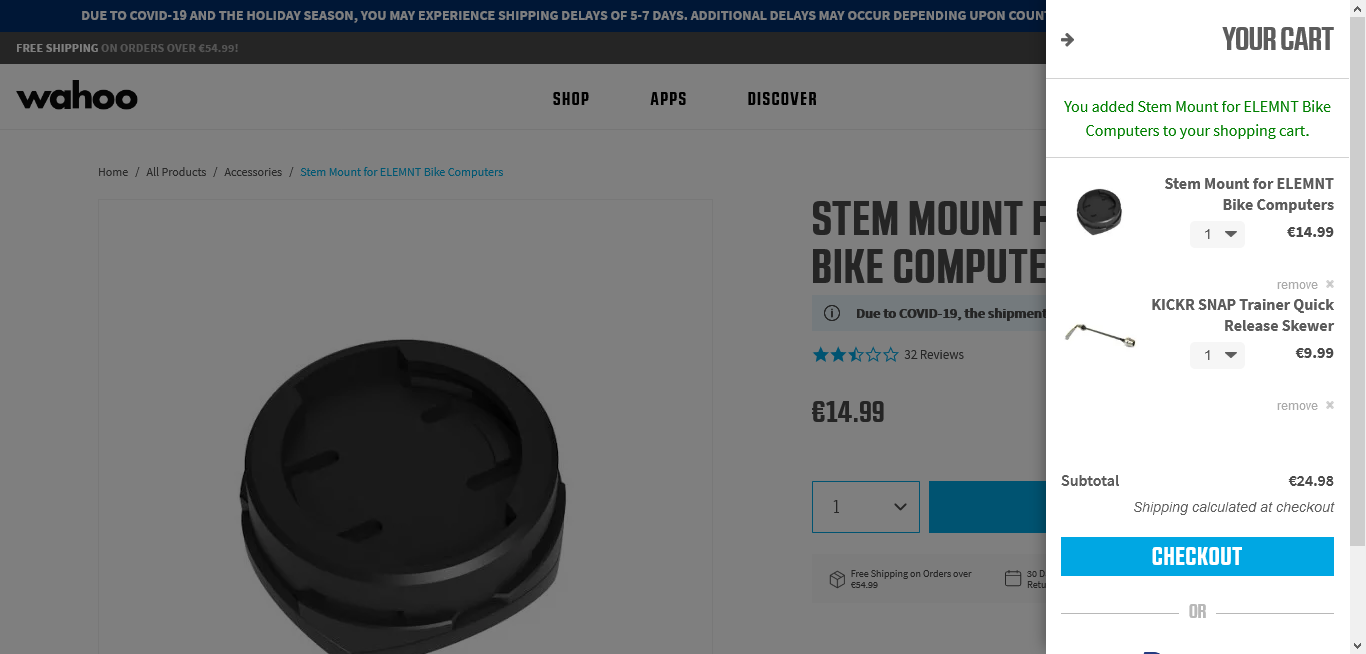 DUE TO COVID-19 AND THE HOLIDAY SEASON, YOU MAY EXPERIENCE SHIPPING DELAYS OF 5-7 DAYS. ADDITIONAL DELAYS MAY OCCUR DEPENDING UPON
FREE SHIPPING ON ORDERS OVER €54.99!
wahoo
SHOP
APPS
DISCOVER
Home / All Products / Accessories / Stem Mount for ELEMNT Bike Computers
STEM MOUNT
BIKE
Due to COVID-19, the shipment
32 Reviews
€14.99
1
Free Shipping on Orders over
€54.99
30
YOUR CART
You added Stem Mount for ELEMNT Bike
Computers to your shopping cart.
Stem Mount for ELEMNT
Bike Computers
1
€14.99
remove
KICKR SNAP Trainer Quick
Release Skewer
1
€9.99
remove
Subtotal
€24.98
Shipping calculated at checkout
CHECKOUT
OR